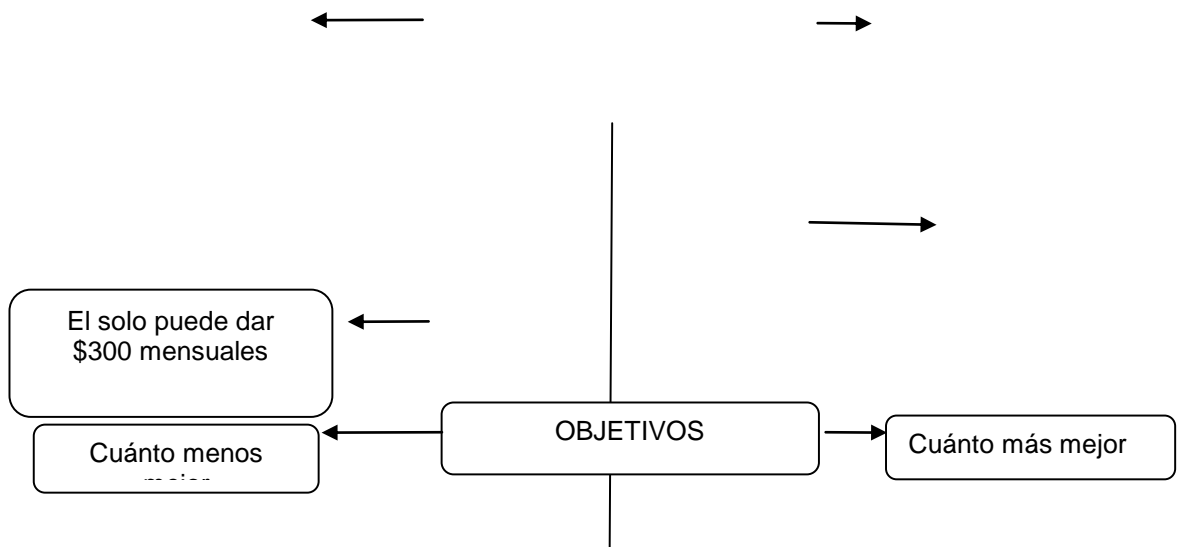 El solo puede dar
$300 mensuales
OBJETIVOS
Cuánto más mejor
Cuánto menos